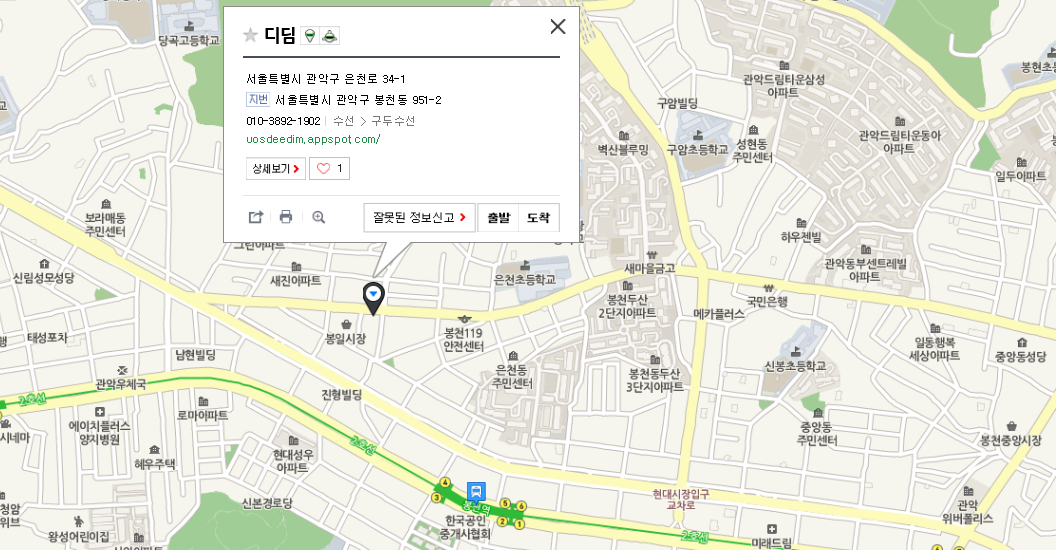 디딤
서울특별시 관악구 은천로 34-1
지번 서울특별시 관악구 봉천동 951-2
010-3892-1902 수선 > 구두수선
uosdeedim.appspot.com/
상세보기
1
잘못된 정보신고
출발
도착
당곡고등학교
봉현초등
관악드림타운삼성
아파트
구암빌딩
벽산블루밍
구암초등학교
성현동
주민센터
관악드림타운동아
아파트
일두아파트
보라매동
주민센터
하우젠빌
관악동부센트레빌
아파트
신림성모성당
새진아파트
은천초등학교
새마을금고
봉천두산
2단지아파트
국민은행
메카플러스
태성포차
봉일시장
봉천119
안전센터
일동행복
세상아파트
중앙동성당
남현빌딩
은천동
주민센터
봉천동두산
3단지아파트
신봉초등학교
관악우체국
진형빌딩
2호선
로마아파트
에이치플러스
양지병원
중앙동
주민센터
봉천중앙시장
시네마
2호선
현대성우
아파트
혜우주택
4
3
봉천역
5
6
2
1
현대시장입구
교차로
신본경로당
관악
위버폴리스
한국공인
중개사협회
왕성어린이집
2호선
미래드림